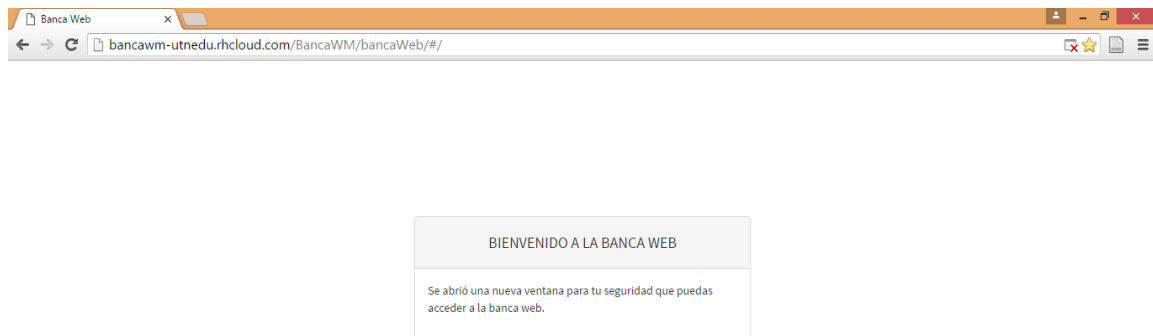 Banca Web
bancawm-utnedu.rhcloud.com/BancaWM/bancaWeb/#/
BIENVENIDO A LA BANCA WEB
Se abrió una nueva ventana para tu seguridad que puedas
acceder a la banca web.